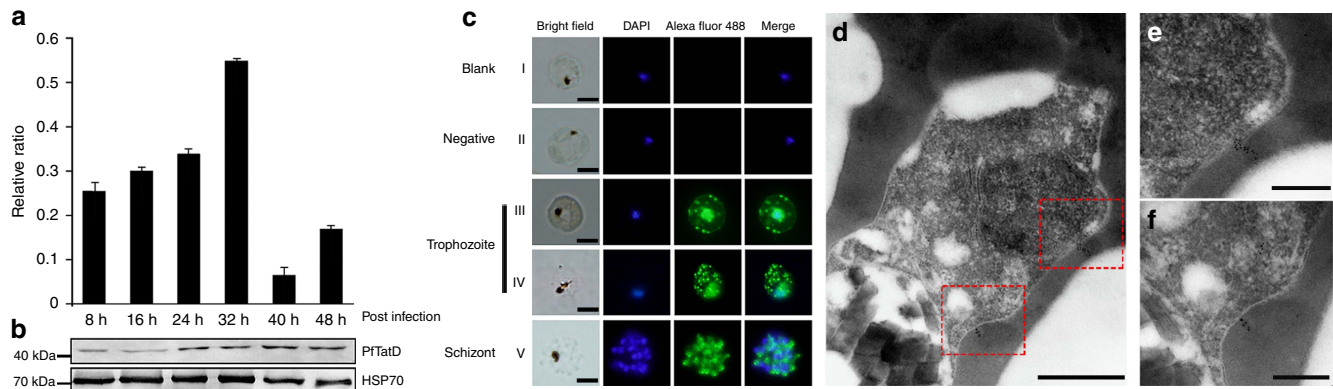 a
Relative ratio
0.6
0.5
0.4
0.3
0.2
0.1
0
8 h 16 h 24 h 32 h 40 h 48 h Post infection
b
40 kDa PfTatD
70 kDa HSP70
c
Bright field DAPI Alexa fluor 488 Merge
Blank I
Negative II
Trophozoite III
IV
Schizont V
d
e
f